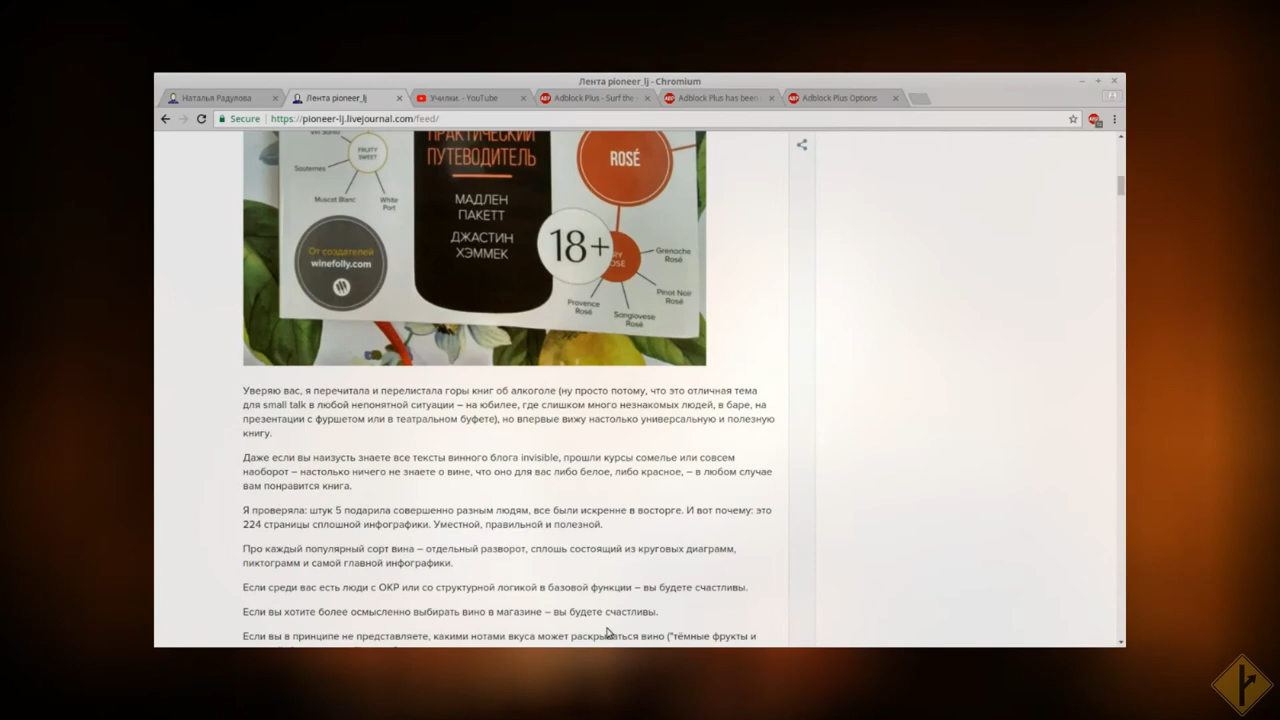 Лента pioneer_lj - Chromium
Наталья Радулова
Лента pioneer_lj
Училки. - YouTube
Adblock Plus - Surf the
Adblock Plus has been
Adblock Plus Options
Secure
https://pioneer-lj.livejournal.com/feed/
ПРАКТИЧЕСКИЙ
ПУТЕВОДИТЕЛЬ
FRUITY
SWEET
ROSÉ
Sauternes
Muscat Blanc
White
Port
МАДЛЕН
ПАКЕТТ
ДЖАСТИН
ХЭММЕК
От создателей
winefolly.com
18+
Grenache
Rosé
Pinot Noir
Rosé
Provence
Rosé
Sangiovese
Rosé
Уверяю вас, я перечитала и перелистала горы книг об алкоголе (ну просто потому, что это отличная тема
для small talk в любой непонятной ситуации – на юбилее, где слишком много незнакомых людей, в баре, на
презентации с фуршетом или в театральном буфете), но впервые вижу настолько универсальную и полезную
книгу.
Даже если вы наизусть знаете все тексты винного блога invisible, прошли курсы сомелье или совсем
наоборот – настолько ничего не знаете о вине, что оно для вас либо белое, либо красное, – в любом случае
вам понравится книга.
Я проверяла: штук 5 подарила совершенно разным людям, все были искренне в восторге. И вот почему: это
224 страницы сплошной инфографики. Уместной, правильной и полезной.
Про каждый популярный сорт вина – отдельный разворот, сплошь состоящий из круговых диаграмм,
пиктограмм и самой главной инфографики.
Если среди вас есть люди с ОКР или со структурной логикой в базовой функции – вы будете счастливы.
Если вы хотите более осмысленно выбирать вино в магазине – вы будете счастливы.
Если вы в принципе не представляете, какими нотами вкуса может раскрываться вино ("тёмные фрукты и